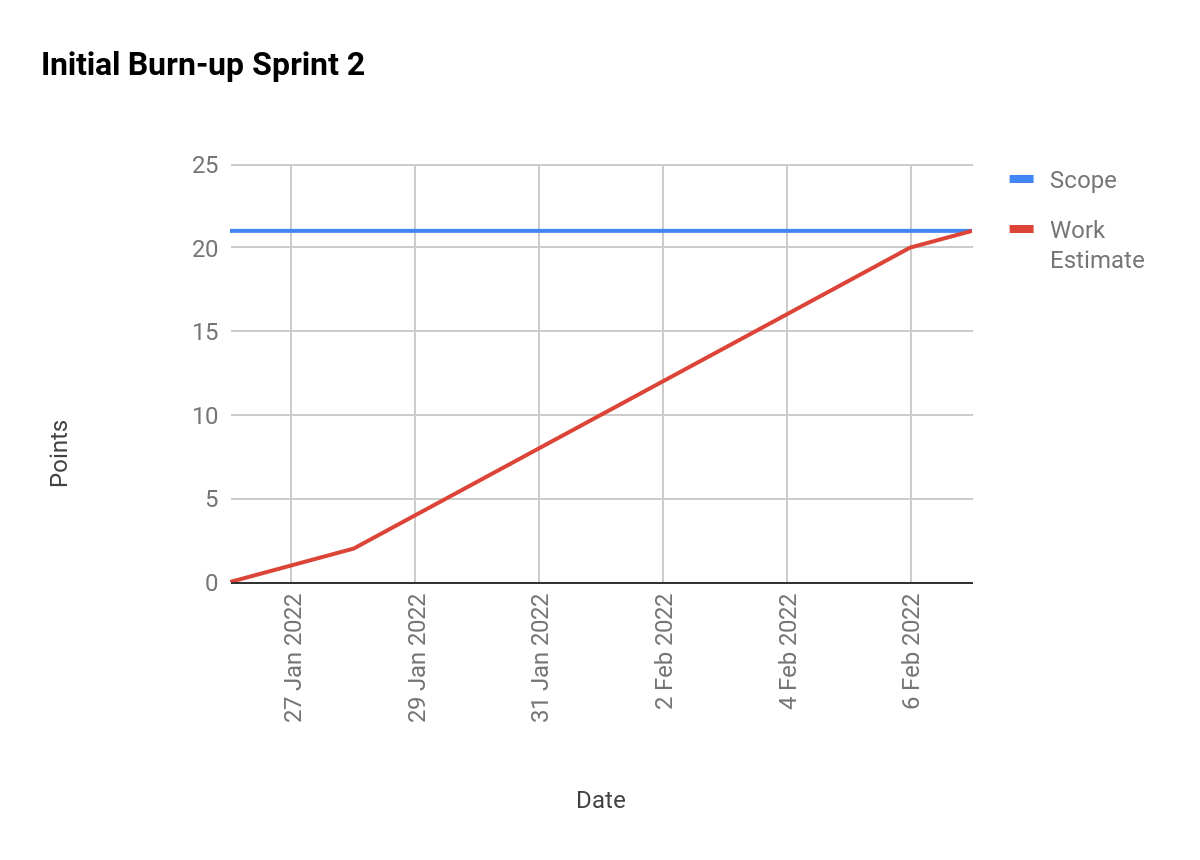 Initial Burn-up Sprint 2
25
20
15
10
5
0
Points
27 Jan 2022
29 Jan 2022
31 Jan 2022
2 Feb 2022
4 Feb 2022
6 Feb 2022
Date
Scope
Work
Estimate